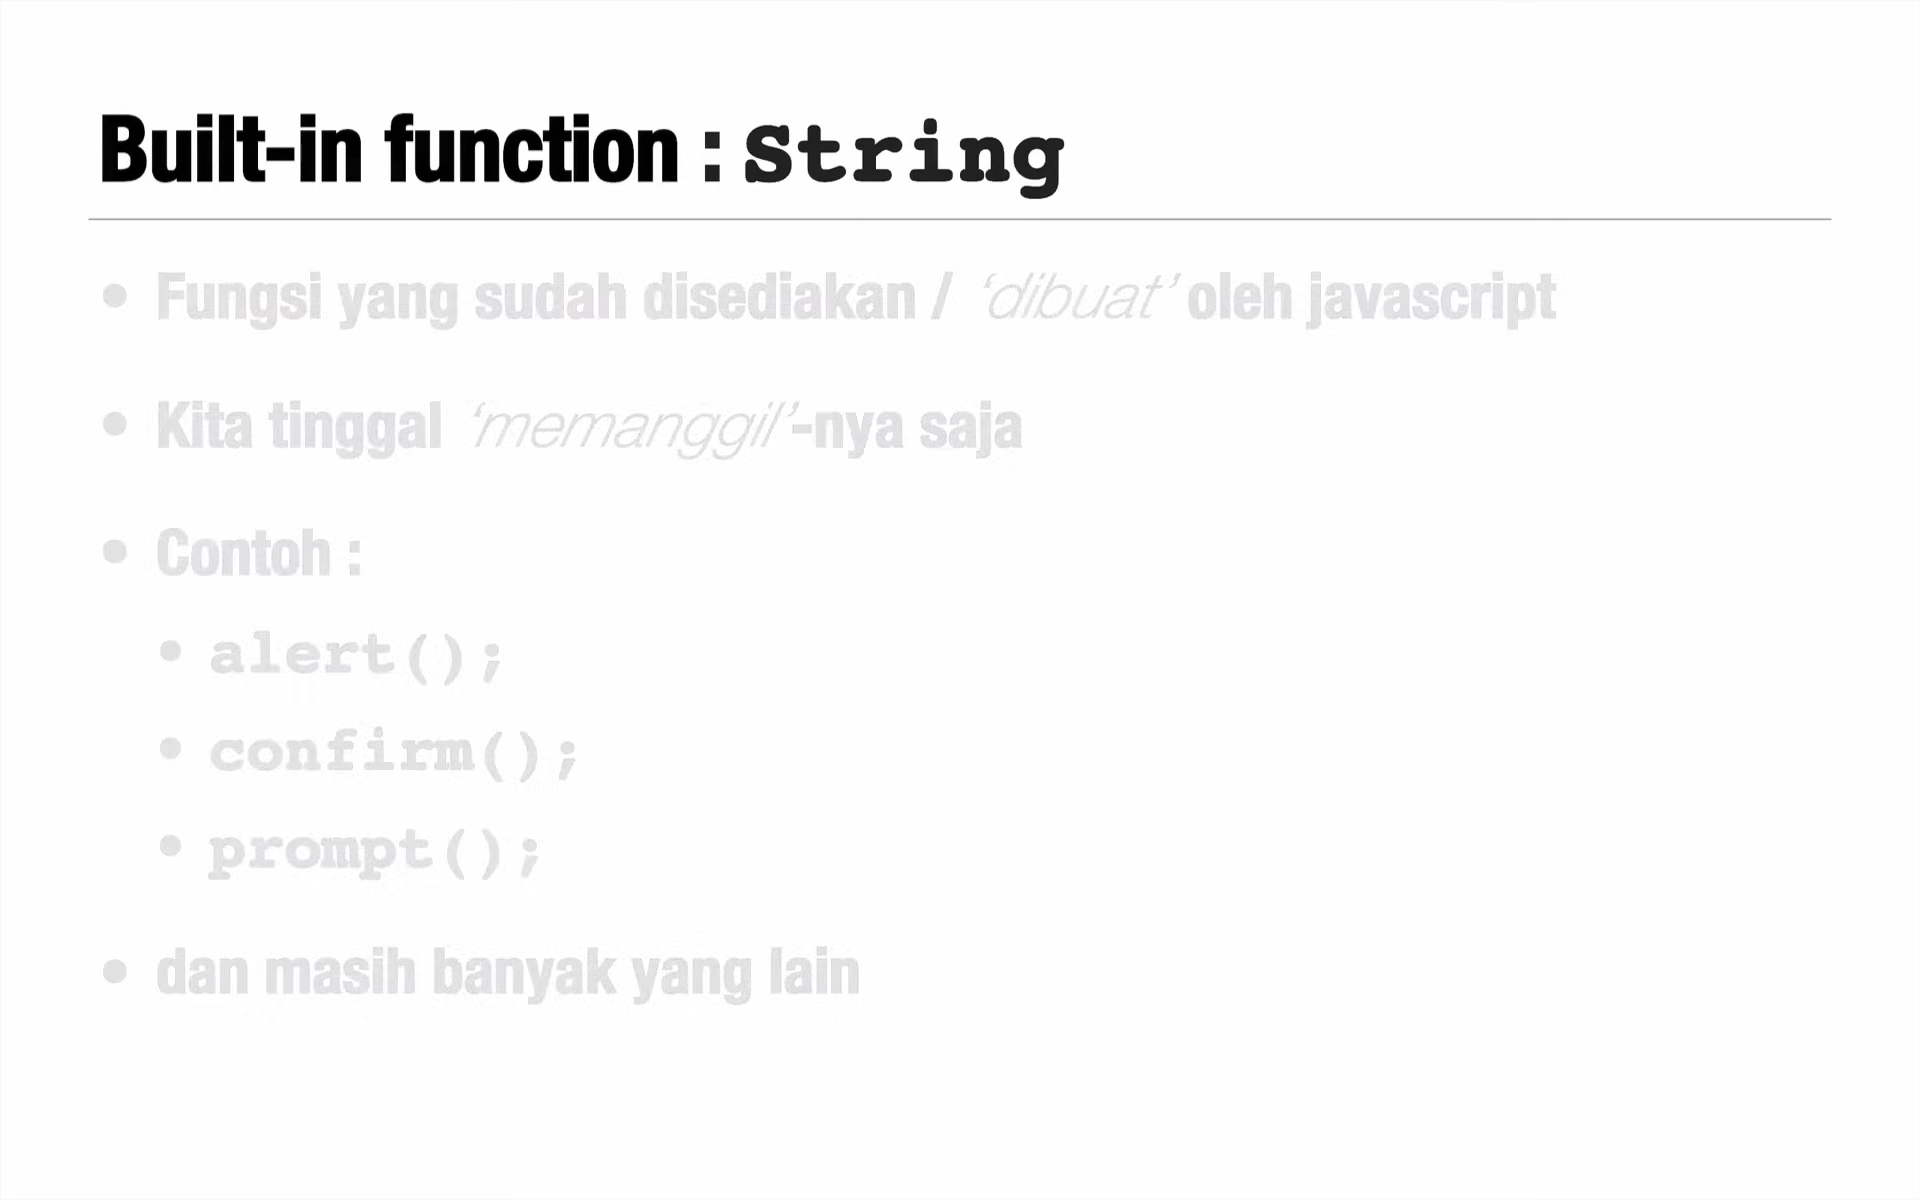 Built-in function : String
• Fungsi yang sudah disediakan / ‘dibuat’ oleh javascript
• Kita tinggal ‘memanggil’-nya saja
• Contoh :
• alert();
• confirm();
• prompt();
• dan masih banyak yang lain